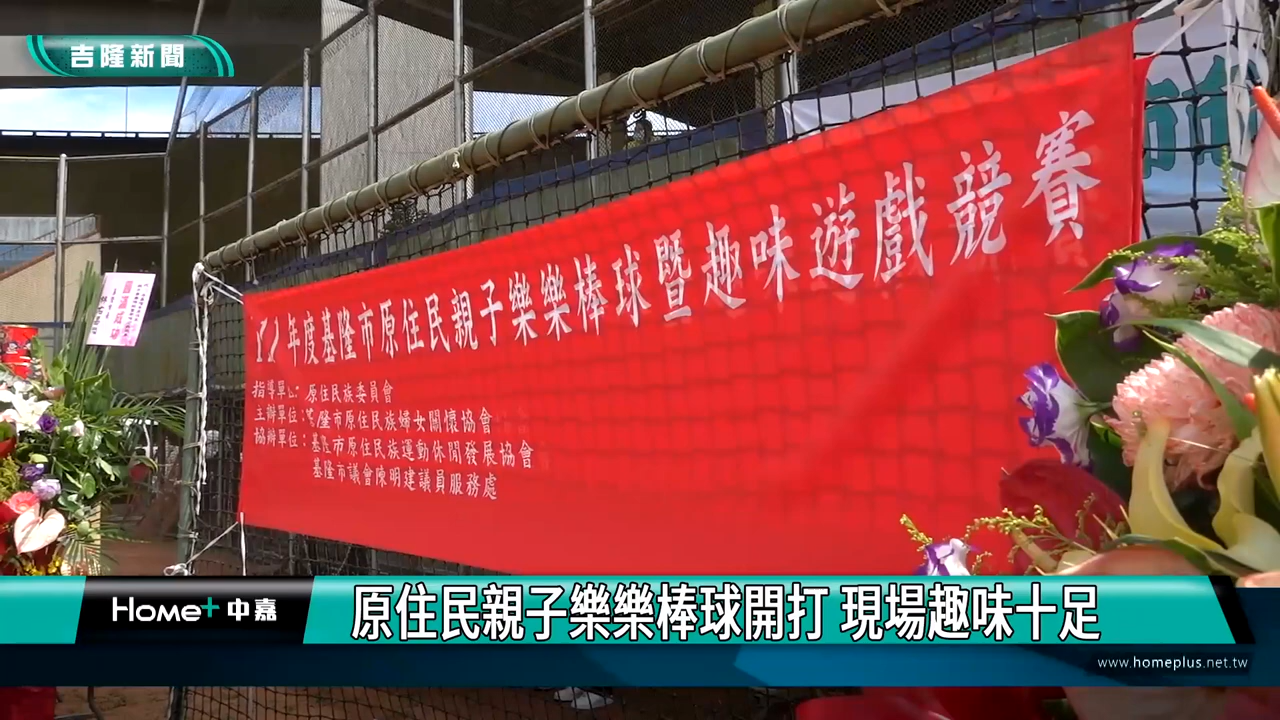 吉隆新聞
年度基隆市原住民親子樂樂棒球暨趣味遊戲競賽
指導單位:原住民族委員會
主辦單位:基隆市原住民族婦女關懷協會
協辦單位:基隆市原住民族運動休閒發展協會
基隆市議會陳明建議員服務處
Home+ 中嘉
原住民親子樂樂棒球開打 現場趣味十足
www.homeplus.net.tw